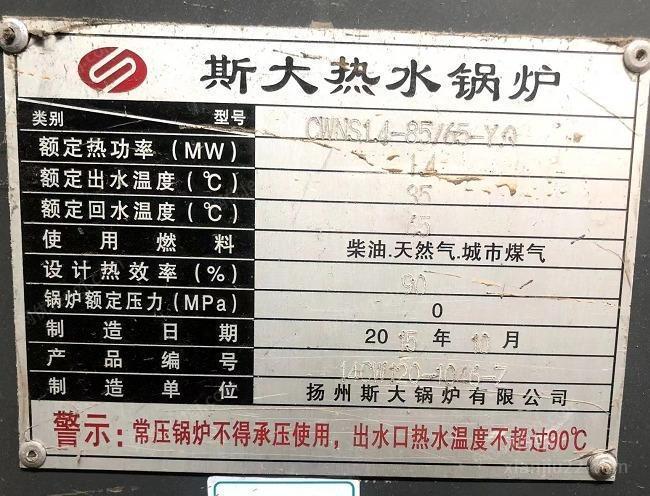 斯大热水锅炉
类别 型号 CWNS1.4-85/65-Y.Q
额定热功率(MW) 1.4
额定出水温度(℃) 85
额定回水温度(℃) 65
使用燃料 柴油.天然气.城市煤气
设计热效率(%) 90
锅炉额定压力(MPa) 0
制造日期 2015年10月
产品编号
制造单位 扬州斯大锅炉有限公司
警示:常压锅炉不得承压使用,出水口热水温度不超过90℃